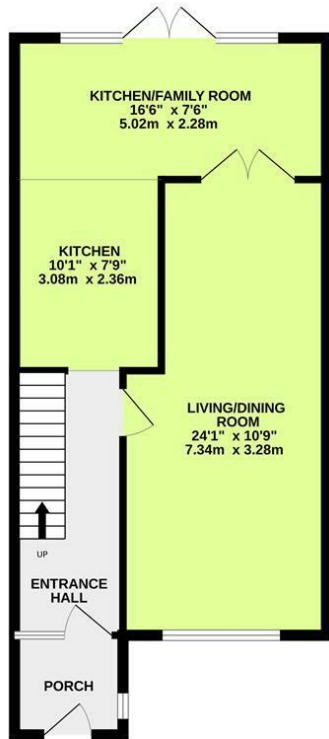 KITCHEN/FAMILY ROOM
16'6" x 7'6"
5.02m x 2.28m
KITCHEN
10'1" x 7'9"
3.08m x 2.36m
LIVING/DINING
ROOM
24'1" x 10'9"
7.34m x 3.28m
UP
ENTRANCE
HALL
PORCH